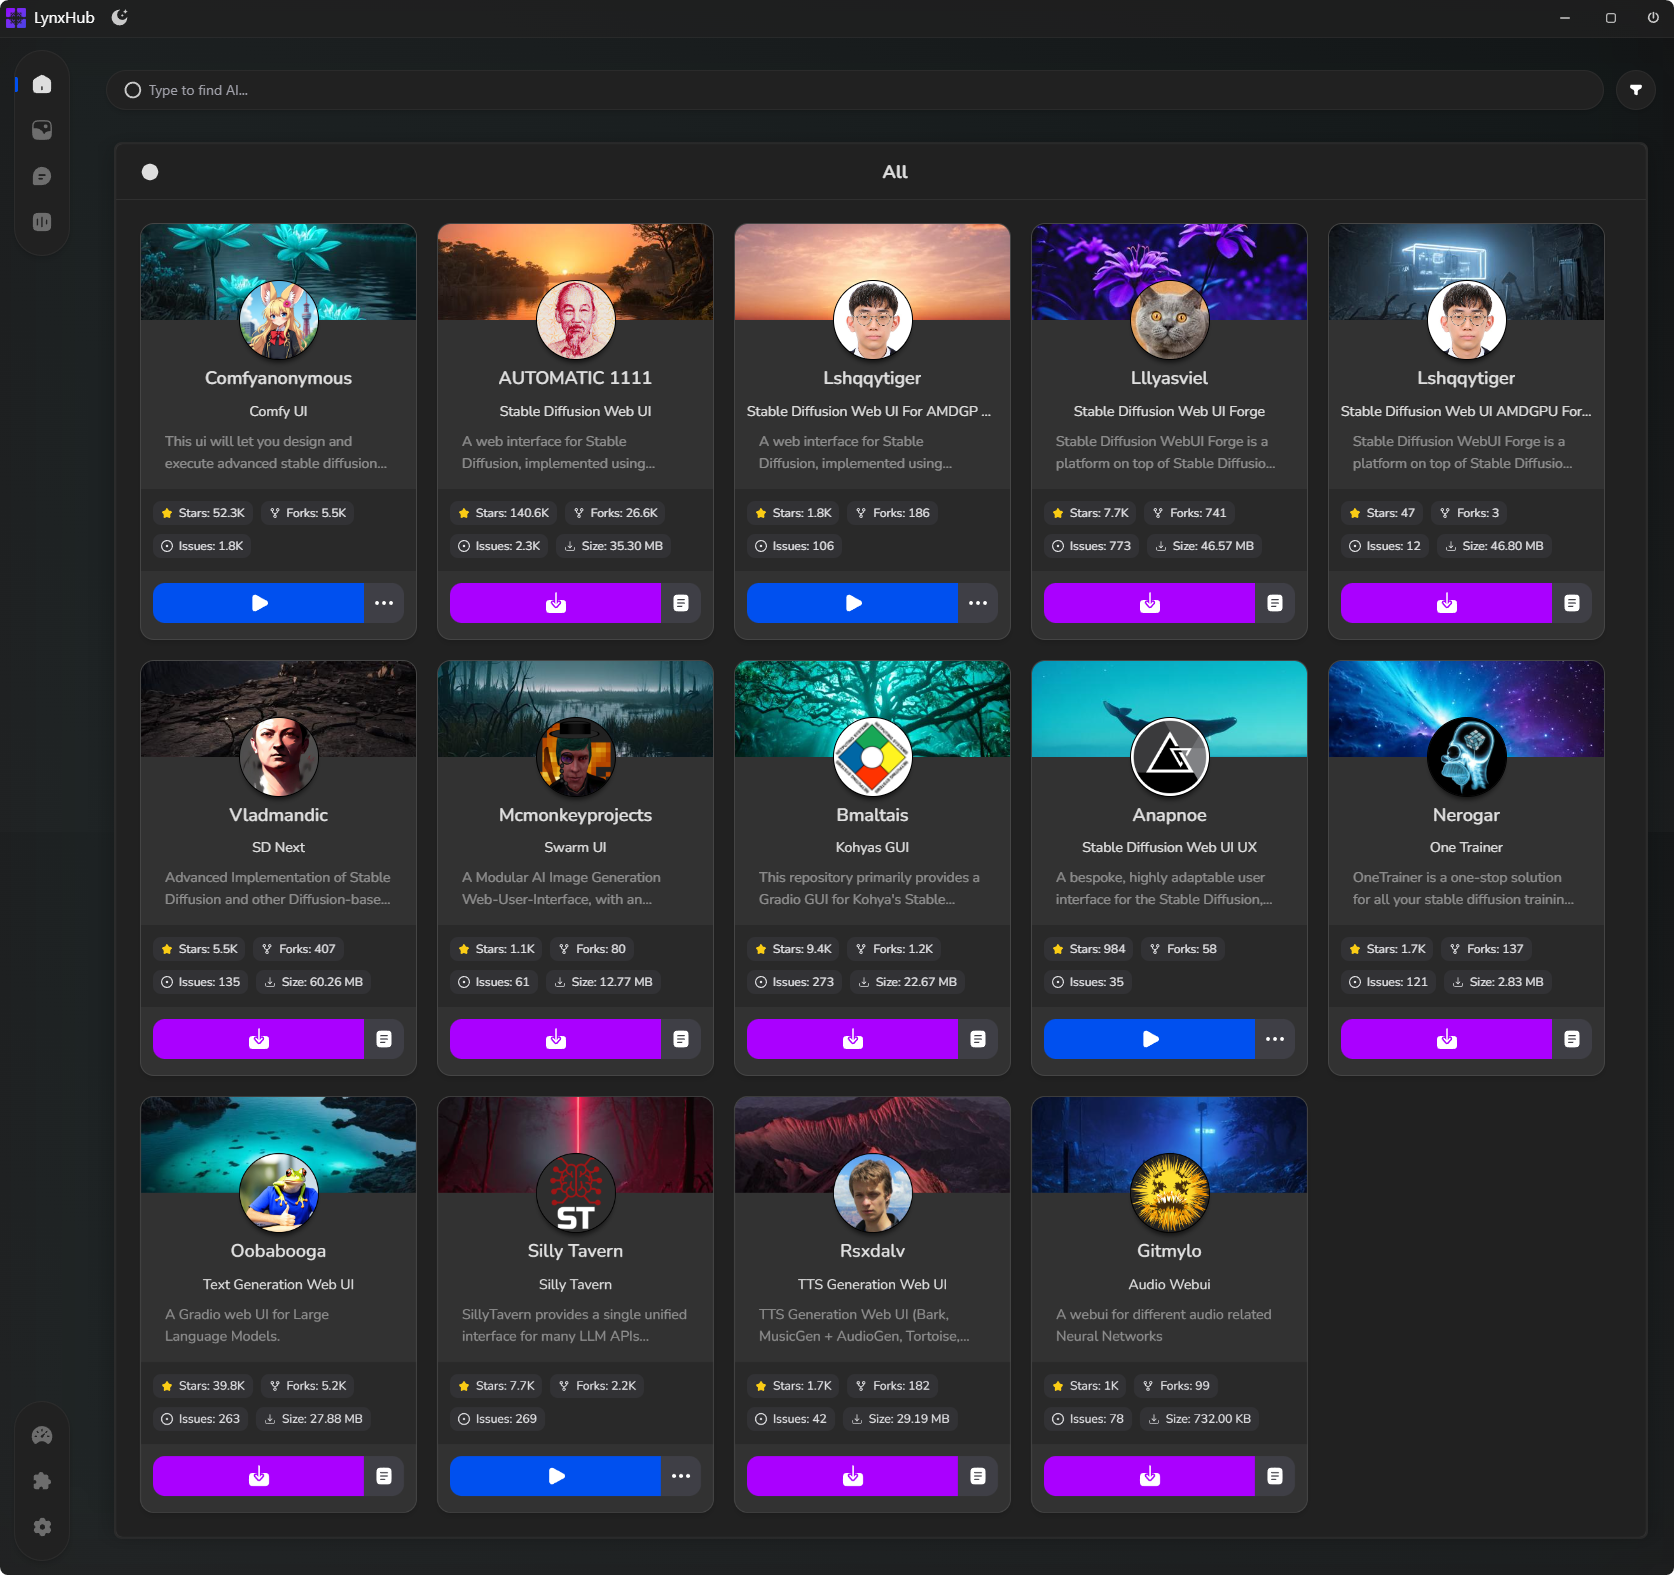 LynxHub
Type to find AI...
All
Comfyanonymous
Comfy UI
This ui will let you design and
execute advanced stable diffusion...
Stars: 52.3K
Forks: 5.5K
Issues: 1.8K
AUTOMATIC 1111
Stable Diffusion Web UI
A web interface for Stable
Diffusion, implemented using...
Stars: 140.6K
Forks: 26.6K
Issues: 2.3K
Size: 35.30 MB
Lshqqytiger
Stable Diffusion Web UI For AMDGP ...
A web interface for Stable
Diffusion, implemented using...
Stars: 1.8K
Forks: 186
Issues: 106
Lllyasviel
Stable Diffusion Web UI Forge
Stable Diffusion WebUI Forge is a
platform on top of Stable Diffusio...
Stars: 7.7K
Forks: 741
Issues: 773
Size: 46.57 MB
Lshqqytiger
Stable Diffusion Web UI AMDGPU For...
Stable Diffusion WebUI Forge is a
platform on top of Stable Diffusio...
Stars: 47
Forks: 3
Issues: 12
Size: 46.80 MB
Vladmandic
SD Next
Advanced Implementation of Stable
Diffusion and other Diffusion-base...
Stars: 5.5K
Forks: 407
Issues: 135
Size: 60.26 MB
Mcmonkeyprojects
Swarm UI
A Modular AI Image Generation
Web-User-Interface, with an...
Stars: 1.1K
Forks: 80
Issues: 61
Size: 12.77 MB
Bmaltais
Kohyas GUI
This repository primarily provides a
Gradio GUI for Kohya's Stable...
Stars: 9.4K
Forks: 1.2K
Issues: 273
Size: 22.67 MB
Anapnoe
Stable Diffusion Web UI UX
A bespoke, highly adaptable user
interface for the Stable Diffusion,...
Stars: 984
Forks: 58
Issues: 35
Nerogar
One Trainer
OneTrainer is a one-stop solution
for all your stable diffusion trainin...
Stars: 1.7K
Forks: 137
Issues: 121
Size: 2.83 MB
Oobabooga
Text Generation Web UI
A Gradio web UI for Large
Language Models.
Stars: 39.8K
Forks: 5.2K
Issues: 263
Size: 27.88 MB
ST
Silly Tavern
Silly Tavern
SillyTavern provides a single unified
interface for many LLM APIs...
Stars: 7.7K
Forks: 2.2K
Issues: 269
Rsxdalv
TTS Generation Web UI
TTS Generation Web UI (Bark,
MusicGen + AudioGen, Tortoise,...
Stars: 1.7K
Forks: 182
Issues: 42
Size: 29.19 MB
Gitmylo
Audio Webui
A webui for different audio related
Neural Networks
Stars: 1K
Forks: 99
Issues: 78
Size: 732.00 KB